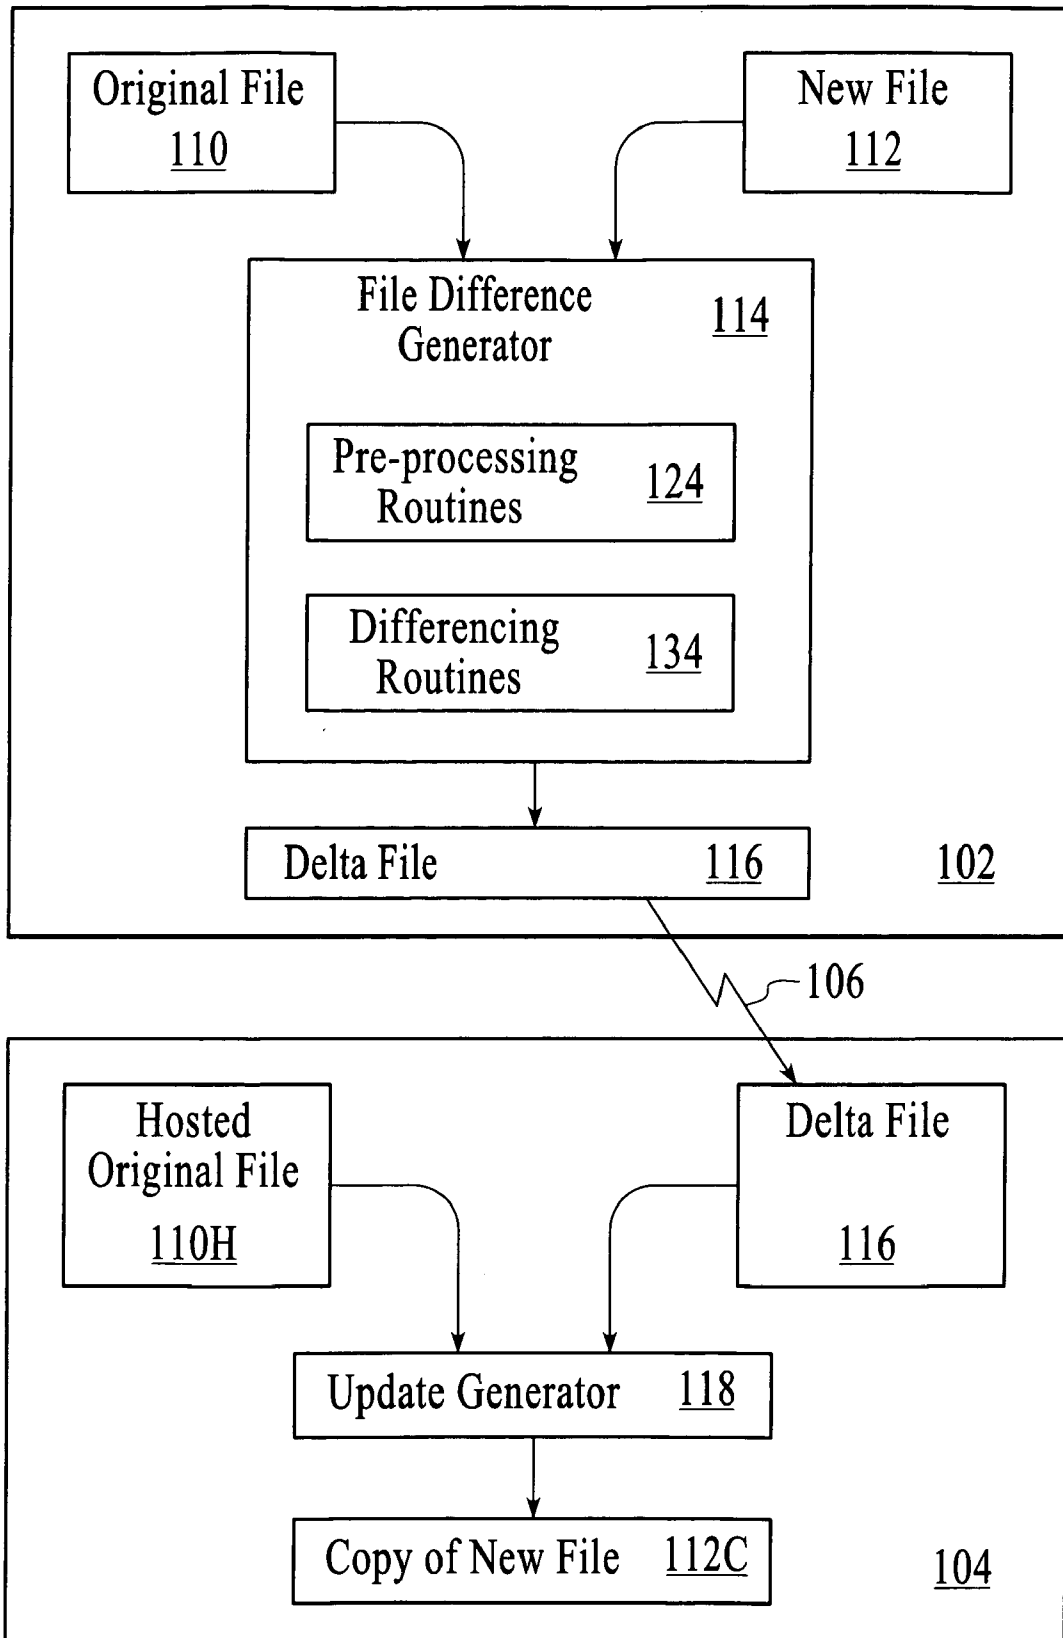 Original File
110
New File
112
File Difference
Generator
114
Pre-processing
Routines
124
Differencing
Routines
134
Delta File
116
102
106
Hosted
Original File
110H
Delta File
116
Update Generator
118
Copy of New File
112C
104